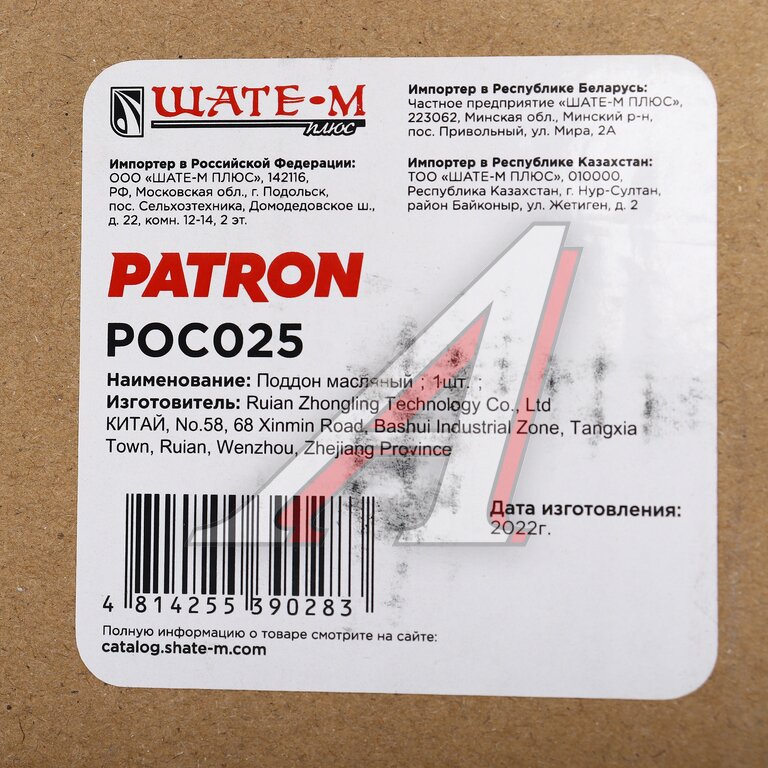 ШАТЕ-М
плюс
Импортер в Российской Федерации:
ООО «ШАТЕ-М ПЛЮС», 142116,
РФ, Московская обл., г. Подольск,
пос. Сельхозтехника, Домодедовское ш.,
д. 22, комн. 12-14, 2 эт.
Импортер в Республике Беларусь:
Частное предприятие «ШАТЕ-М ПЛЮС»,
223062, Минская обл., Минский р-н,
пос. Привольный, ул. Мира, 2А
Импортер в Республике Казахстан:
ТОО «ШАТЕ-М ПЛЮС», 010000,
Республика Казахстан, г. Нур-Султан,
район Байконыр, ул. Жетиген, д. 2
PATRON
POC025
Наименование: Поддон масляный ; 1шт. ;
Изготовитель: Ruian Zhongling Technology Co., Ltd
КИТАЙ, No.58, 68 Xinmin Road, Bashui Industrial Zone, Tangxia
Town, Ruian, Wenzhou, Zhejiang Province
Дата изготовления:
2022г.
4 814255 390283
Полную информацию о товаре смотрите на сайте:
catalog.shate-m.com